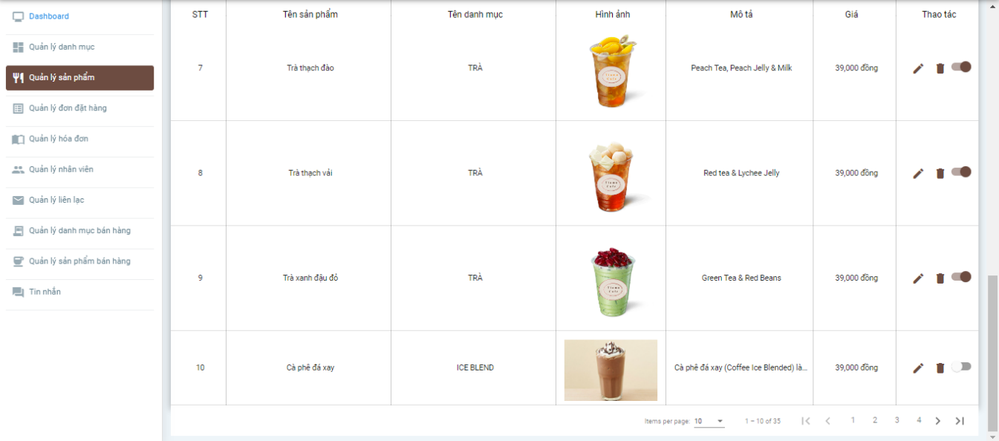 Dashboard
Quản lý danh mục
Quản lý sản phẩm
Quản lý đơn đặt hàng
Quản lý hóa đơn
Quản lý nhân viên
Quản lý liên lạc
Quản lý danh mục bán hàng
Quản lý sản phẩm bán hàng
Tin nhắn
STT Tên sản phẩm Tên danh mục Hình ảnh Mô tả Giá Thao tác
7 Trà thạch đào TRÀ Peach Tea, Peach Jelly & Milk 39,000 đồng
8 Trà thạch vải TRÀ Red tea & Lychee Jelly 39,000 đồng
9 Trà xanh đậu đỏ TRÀ Green Tea & Red Beans 39,000 đồng
10 Cà phê đá xay ICE BLEND Cà phê đá xay (Coffee Ice Blended) là... 39,000 đồng
Items per page: 10 1 – 10 of 35 1 2 3 4